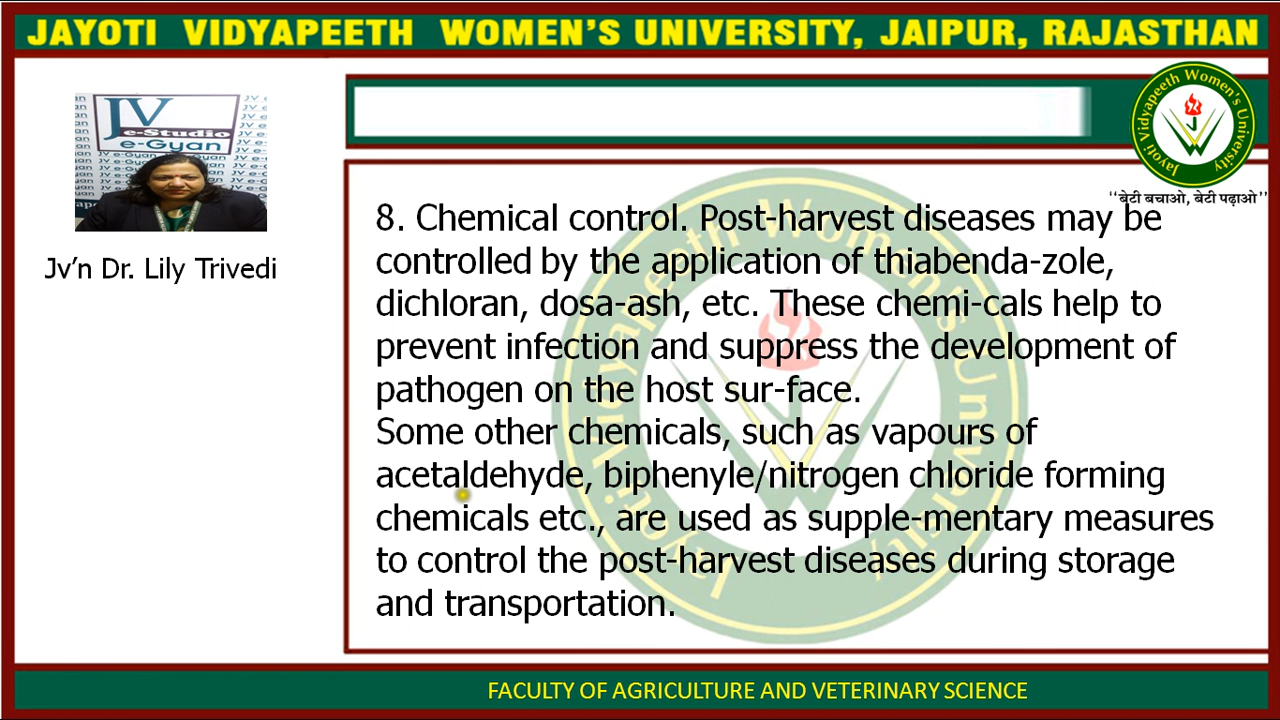 JAYOTI VIDYAPEETH WOMEN'S UNIVERSITY, JAIPUR, RAJASTHAN
JV
e-Studio
e-Gyan
Jv'n Dr. Lily Trivedi
Jayoti Vidyapeeth Women's University
"बेटी बचाओ, बेटी पढ़ाओ"
8. Chemical control. Post-harvest diseases may be
controlled by the application of thiabenda-zole,
dichloran, dosa-ash, etc. These chemi-cals help to
prevent infection and suppress the development of
pathogen on the host sur-face.
Some other chemicals, such as vapours of
acetaldehyde, biphenyle/nitrogen chloride forming
chemicals etc., are used as supple-mentary measures
to control the post-harvest diseases during storage
and transportation.
Jayoti Vidyapeeth Women's University
FACULTY OF AGRICULTURE AND VETERINARY SCIENCE